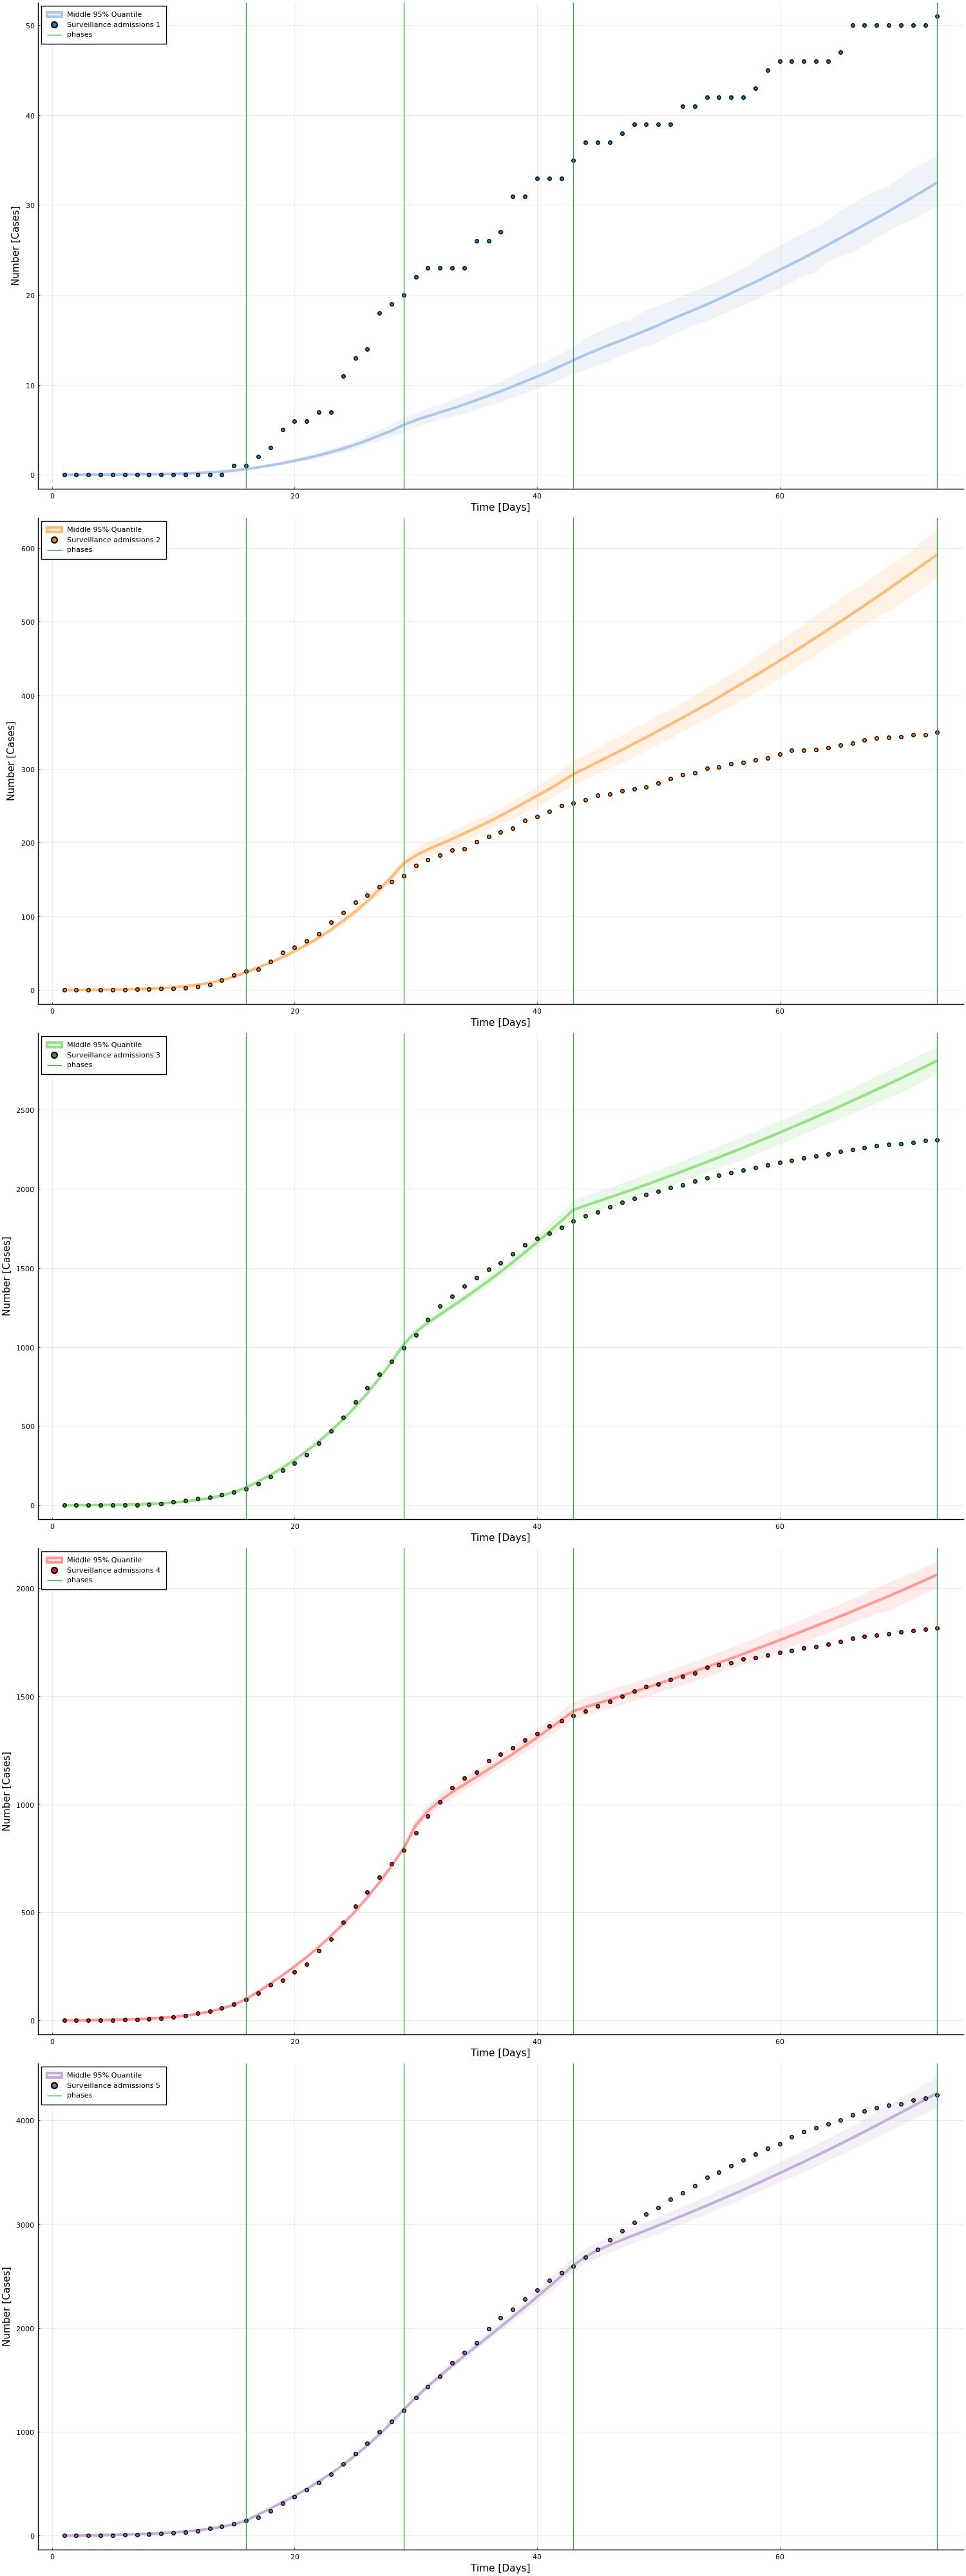 Middle 95% Quantile
Surveillance admissions 1
phases
Number [Cases]
50
40
30
20
10
0
0 20 40 60
Time [Days]
Middle 95% Quantile
Surveillance admissions 2
phases
Number [Cases]
600
500
400
300
200
100
0
0 20 40 60
Time [Days]
Middle 95% Quantile
Surveillance admissions 3
phases
Number [Cases]
2500
2000
1500
1000
500
0
0 20 40 60
Time [Days]
Middle 95% Quantile
Surveillance admissions 4
phases
Number [Cases]
2000
1500
1000
500
0
0 20 40 60
Time [Days]
Middle 95% Quantile
Surveillance admissions 5
phases
Number [Cases]
4000
3000
2000
1000
0
0 20 40 60
Time [Days]